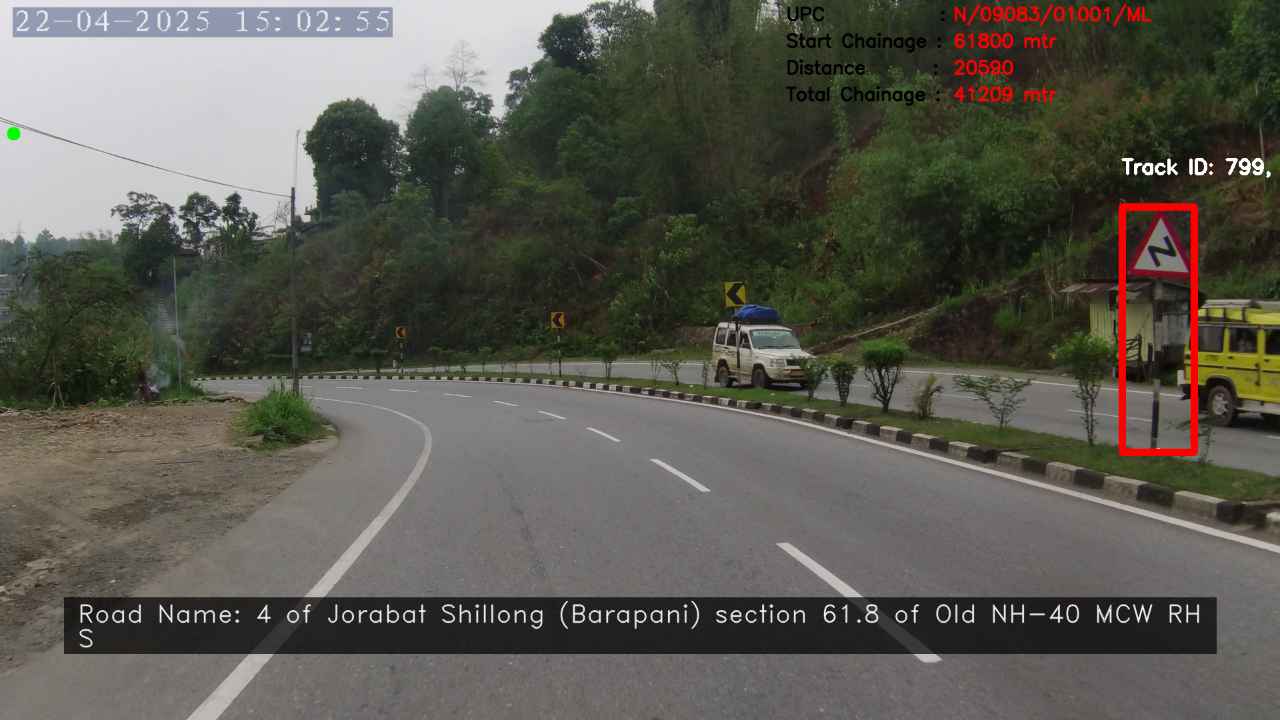 22-04-2025 15:02:55
UPC : N/09083/01001/ML
Start Chainage : 61800 mtr
Distance : 20590
Total Chainage : 41209 mtr
Track ID: 799,
Road Name: 4 of Jorabat Shillong (Barapani) section 61.8 of Old NH-40 MCW RH
S